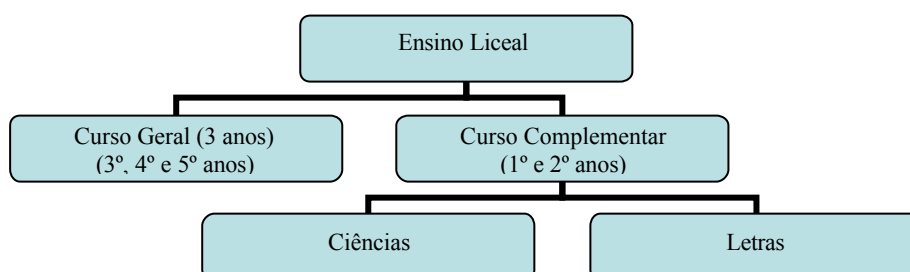 Ensino Liceal
Curso Geral (3 anos)
(3º, 4º e 5º anos)
Curso Complementar
(1º e 2º anos)
Ciências
Letras